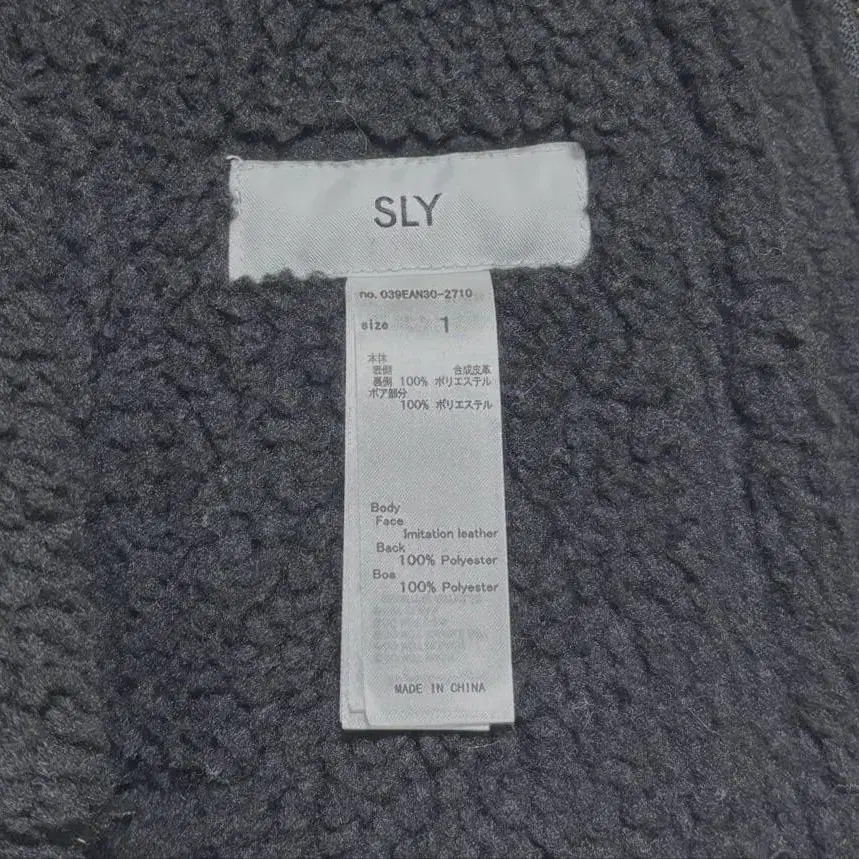 SLY
no. 039EAN30-2710
size 1
本体
表側 合成皮革
裏側 100% ポリエステル
ボア部分
100% ポリエステル
Body
Face
Imitation leather
Back
100% Polyester
Boa
100% Polyester
MADE IN CHINA